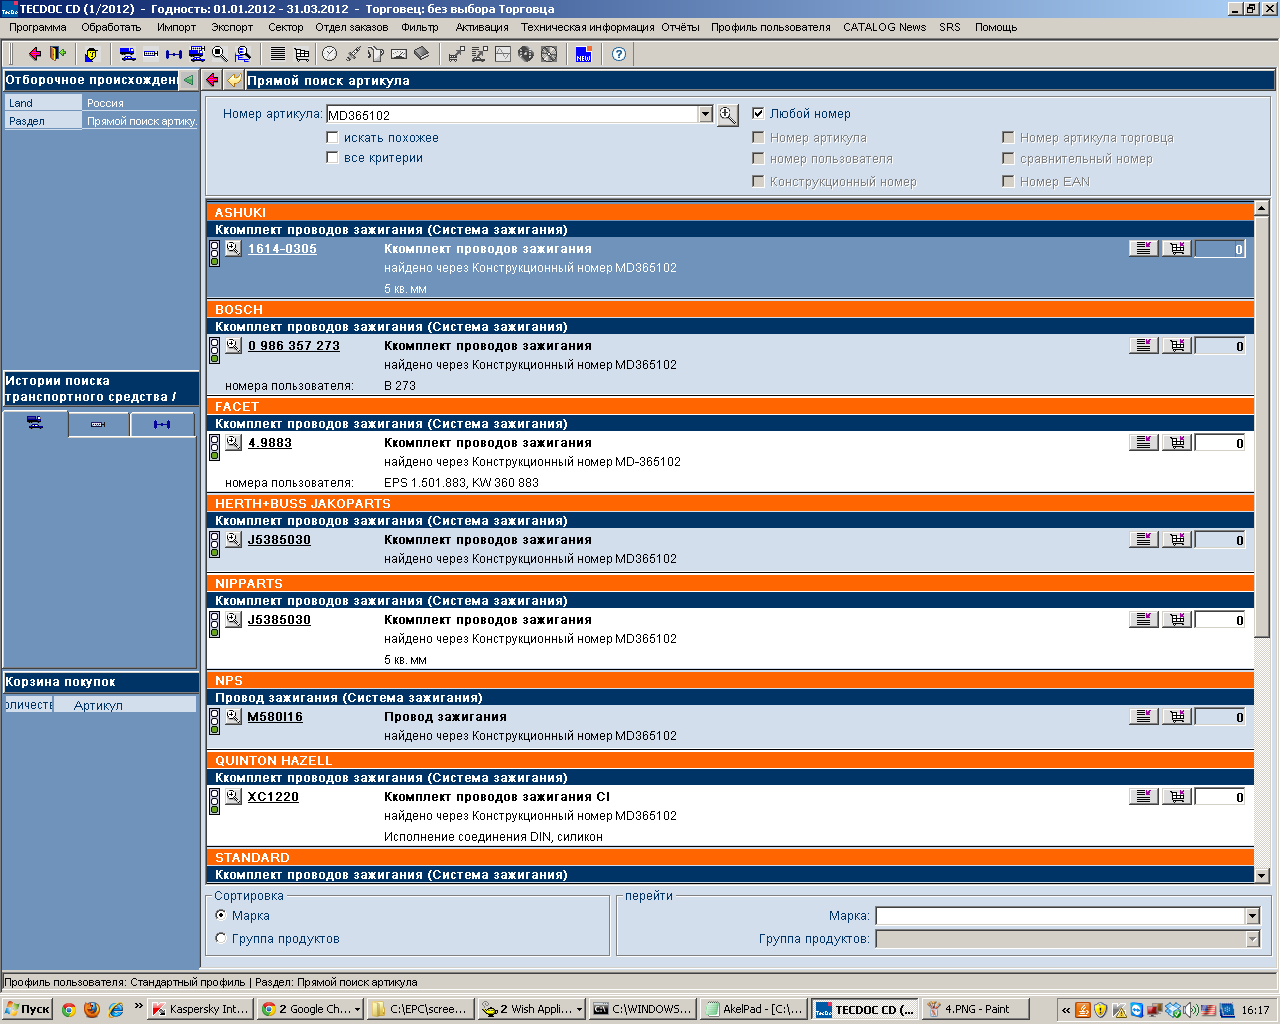 TECDOC CD (1/2012) - Годность: 01.01.2012 - 31.03.2012 - Торговец: без выбора Торговца
Программа Обработать Импорт Экспорт Сектор Отдел заказов Фильтр Активация Техническая информация Отчёты Профиль пользователя CATALOG News SRS Помощь
NEW
Отборочное происхожден
Land Россия
Раздел Прямой поиск артику.
Истории поиска
транспортного средства /
Корзина покупок
оличеств Артикул
Прямой поиск артикула
Номер артикула: MD365102
искать похожее
все критерии
Любой номер
Номер артикула Номер артикула торговца
номер пользователя сравнительный номер
Конструкционный номер Номер EAN
ASHUKI
Ккомплект проводов зажигания (Система зажигания)
1614-0305 Ккомплект проводов зажигания 0
найдено через Конструкционный номер MD365102
5 кв. мм
BOSCH
Ккомплект проводов зажигания (Система зажигания)
0 986 357 273 Ккомплект проводов зажигания 0
найдено через Конструкционный номер MD365102
номера пользователя: B 273
FACET
Ккомплект проводов зажигания (Система зажигания)
4.9883 Ккомплект проводов зажигания 0
найдено через Конструкционный номер MD-365102
номера пользователя: EPS 1.501.883, KW 360 883
HERTH+BUSS JAKOPARTS
Ккомплект проводов зажигания (Система зажигания)
J5385030 Ккомплект проводов зажигания 0
найдено через Конструкционный номер MD365102
NIPPARTS
Ккомплект проводов зажигания (Система зажигания)
J5385030 Ккомплект проводов зажигания 0
найдено через Конструкционный номер MD365102
5 кв. мм
NPS
Провод зажигания (Система зажигания)
M580I16 Провод зажигания 0
найдено через Конструкционный номер MD365102
QUINTON HAZELL
Ккомплект проводов зажигания (Система зажигания)
XC1220 Ккомплект проводов зажигания CI 0
найдено через Конструкционный номер MD365102
Исполнение соединения DIN, силикон
STANDARD
Ккомплект проводов зажигания (Система зажигания)
Сортировка
Марка
Группа продуктов
перейти
Марка:
Группа продуктов:
Профиль пользователя: Стандартный профиль | Раздел: Прямой поиск артикула
Пуск » Kaspersky Int... 2 Google Ch... C:\EPC\scree... 2 Wish Appli... C:\WINDOWS... AkelPad - [C:\... TECDOC CD (... 4.PNG - Paint « 16:17